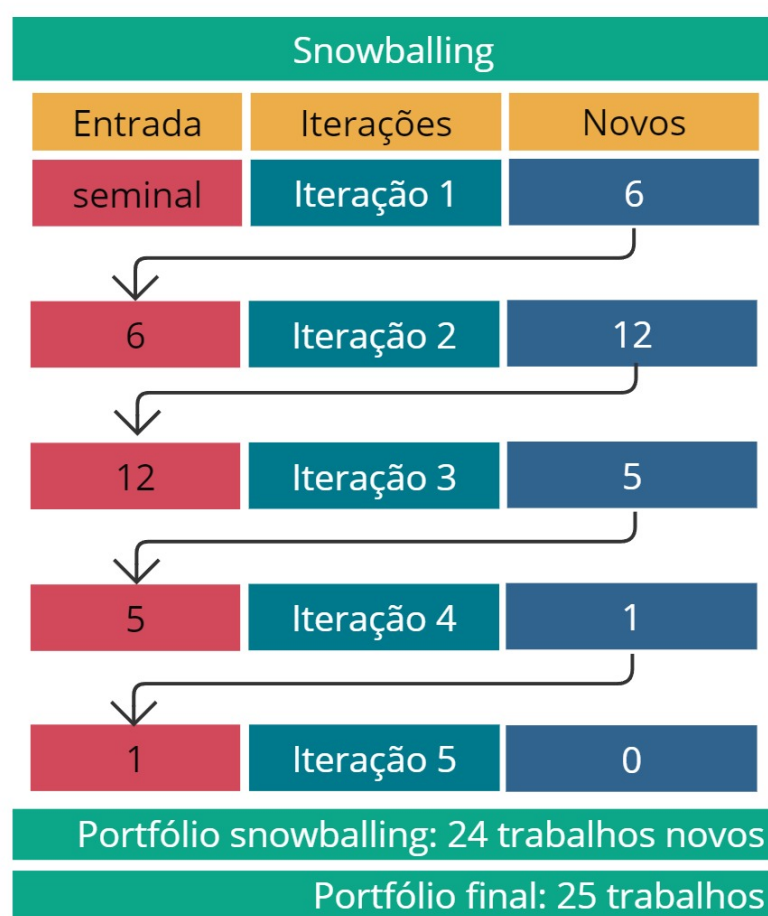 Snowballing
Entrada Iterações Novos
seminal Iteração 1 6
6 Iteração 2 12
12 Iteração 3 5
5 Iteração 4 1
1 Iteração 5 0
Portfólio snowballing: 24 trabalhos novos
Portfólio final: 25 trabalhos